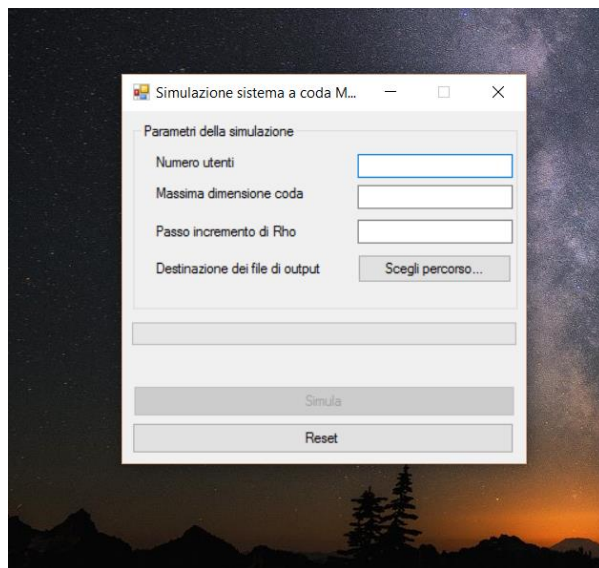 Simulazione sistema a coda M...
Parametri della simulazione
Numero utenti
Massima dimensione coda
Passo incremento di Rho
Destinazione dei file di output Scegli percorso...
Simula
Reset